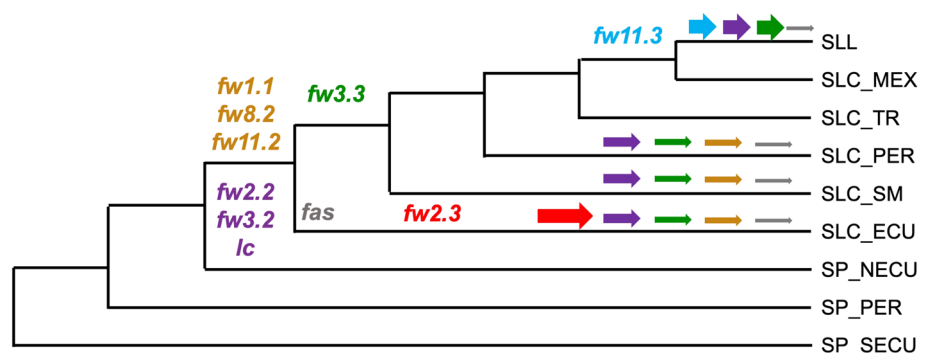 fw11.3
SLL
SLC_MEX
fw1.1
fw8.2
fw11.2
fw3.3
SLC_TR
SLC_PER
fw2.2
fw3.2
lc
fas
fw2.3
SLC_SM
SLC_ECU
SP_NECU
SP_PER
SP_SECU